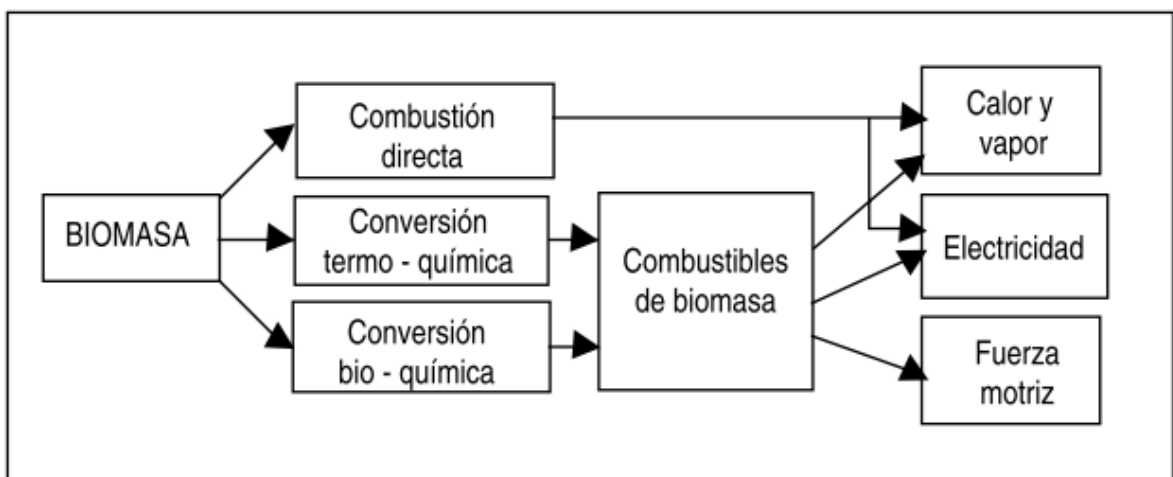 BIOMASA
Combustión
directa
Conversión
termo - química
Conversión
bio - química
Combustibles
de biomasa
Calor y
vapor
Electricidad
Fuerza
motriz